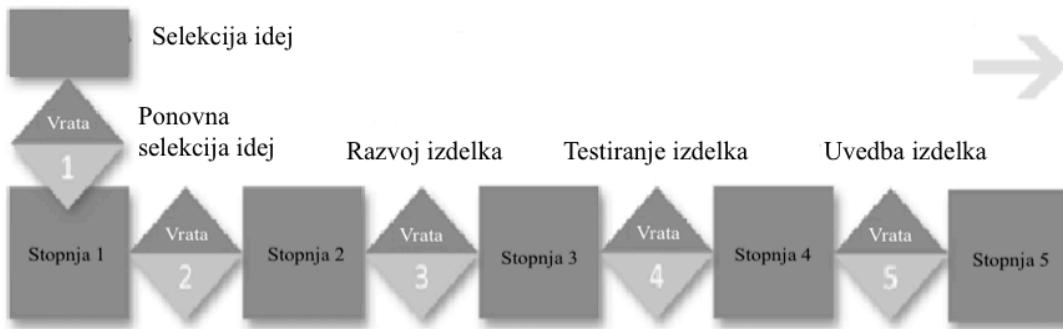 Selekcija idej
Vrata
1
Ponovna
selekcija idej
Razvoj izdelka
Testiranje izdelka
Uvedba izdelka
Stopnja 1
Vrata
2
Stopnja 2
Vrata
3
Stopnja 3
Vrata
4
Stopnja 4
Vrata
5
Stopnja 5